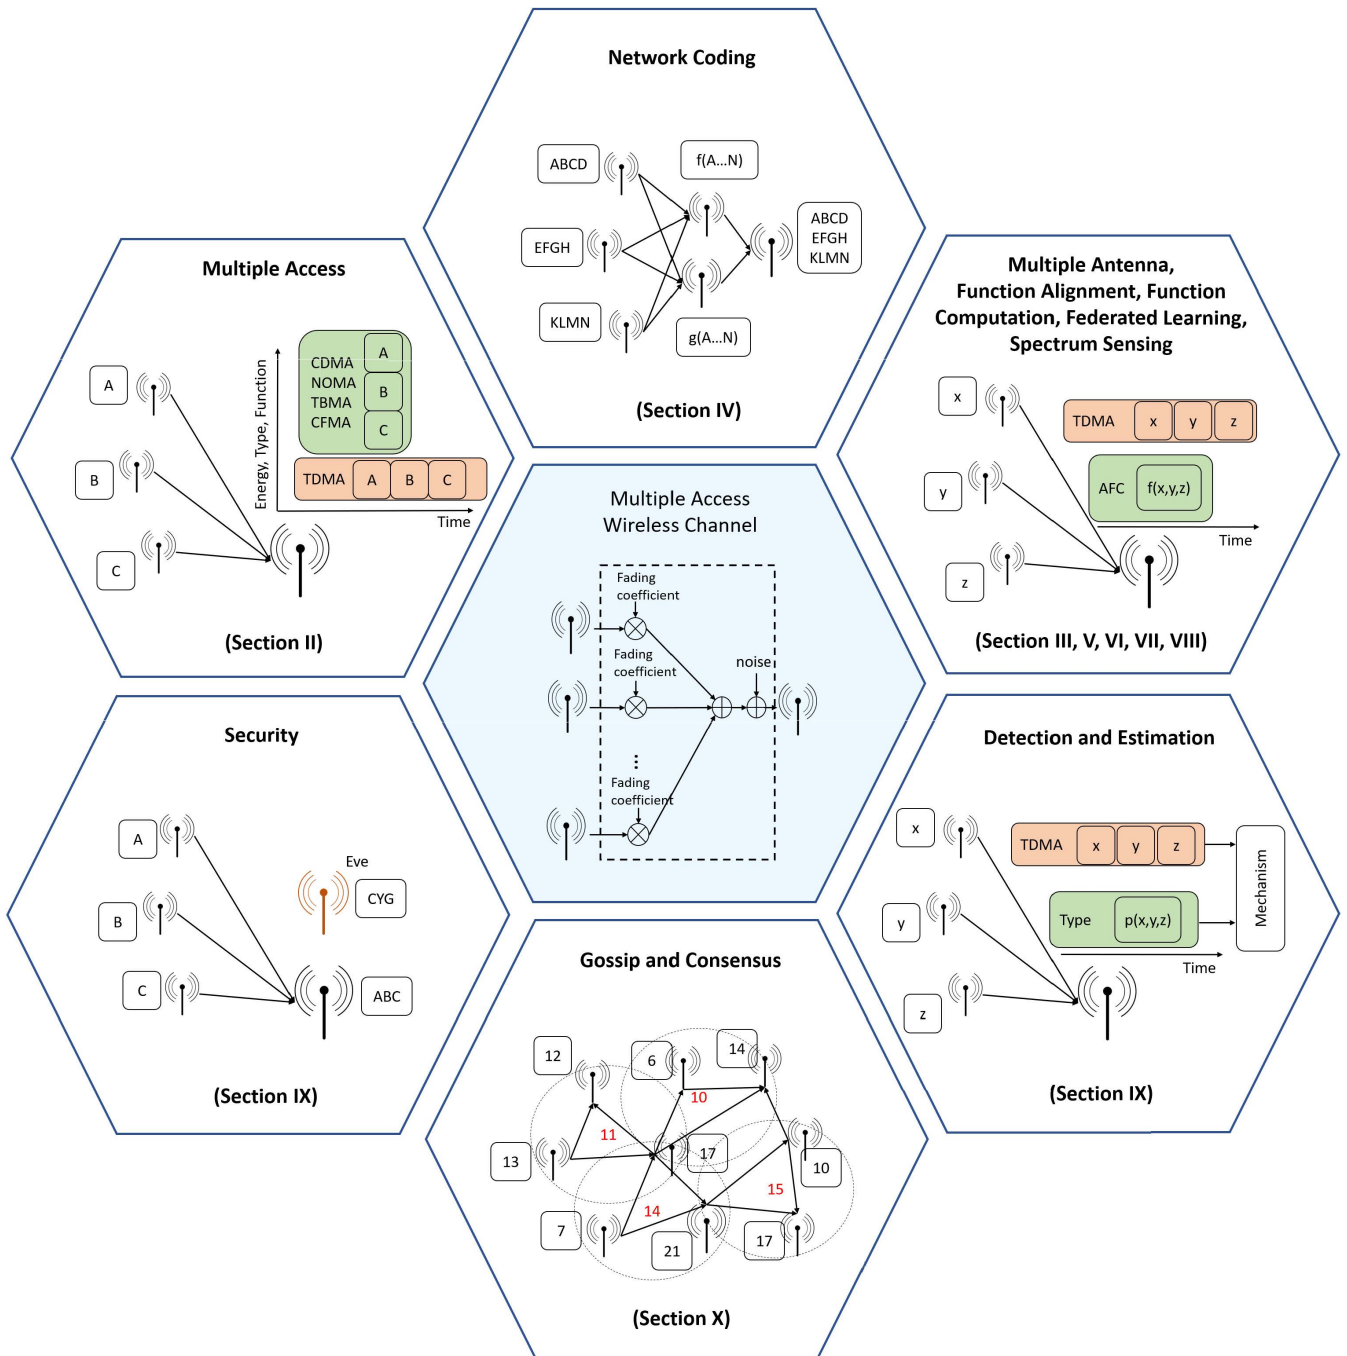 Network Coding
ABCD
f(A...N)
EFGH
ABCD
EFGH
KLMN
KLMN
g(A...N)
(Section IV)
Multiple Access
A
B
C
Energy, Type, Function
CDMA
NOMA
TBMA
CFMA
A
B
C
TDMA
A
B
C
Time
(Section II)
Multiple Antenna,
Function Alignment, Function
Computation, Federated Learning,
Spectrum Sensing
x
y
z
TDMA
x
y
z
AFC
f(x,y,z)
Time
(Section III, V, VI, VII, VIII)
Multiple Access
Wireless Channel
Fading
coefficient
Fading
coefficient
noise
Fading
coefficient
Security
A
B
C
Eve
CYG
ABC
(Section IX)
Detection and Estimation
x
y
z
TDMA
x
y
z
Type
p(x,y,z)
Mechanism
Time
(Section IX)
Gossip and Consensus
12
6
14
10
11
13
17
10
15
14
7
21
17
(Section X)